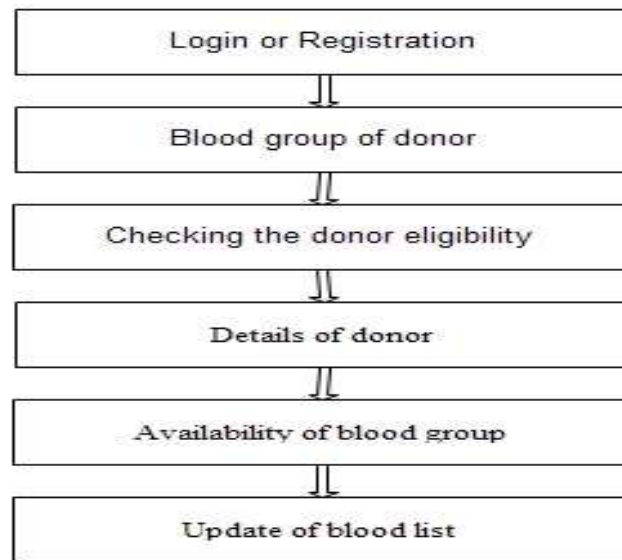 Login or Registration
Blood group of donor
Checking the donor eligibility
Details of donor
Availability of blood group
Update of blood list